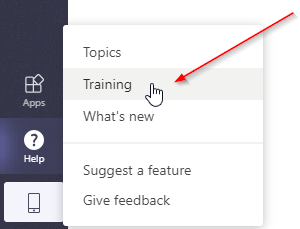 Topics
Training
What's new
Apps
Help
Suggest a feature
Give feedback